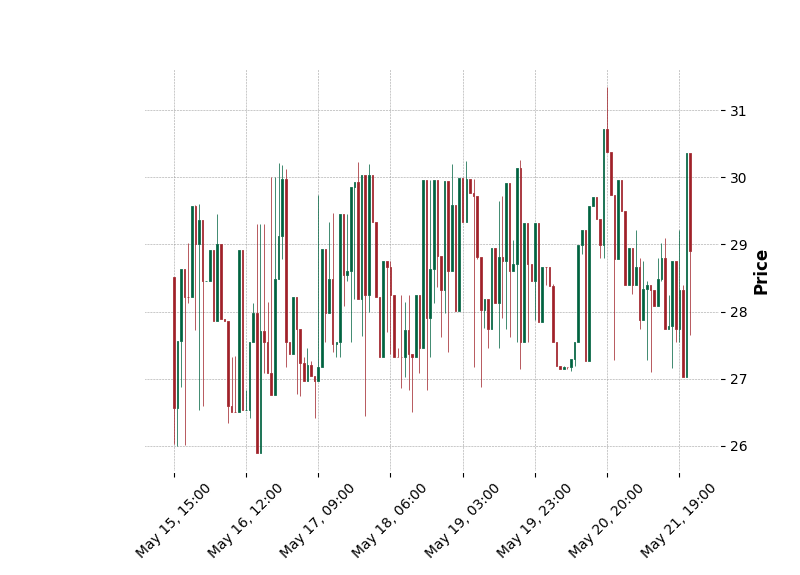 31
30
29
28
27
26
Price
May 15, 15:00
May 16, 12:00
May 17, 09:00
May 18, 06:00
May 19, 03:00
May 19, 23:00
May 20, 20:00
May 21, 19:00